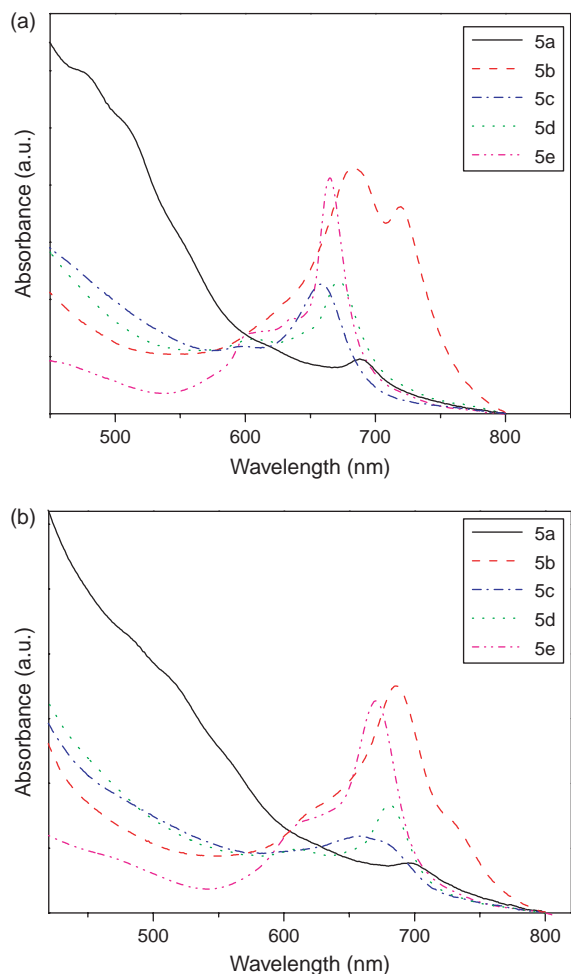 (a)
5a
5b
5c
5d
5e
Absorbance (a.u.)
500 600 700 800
Wavelength (nm)
(b)
5a
5b
5c
5d
5e
Absorbance (a.u.)
500 600 700 800
Wavelength (nm)